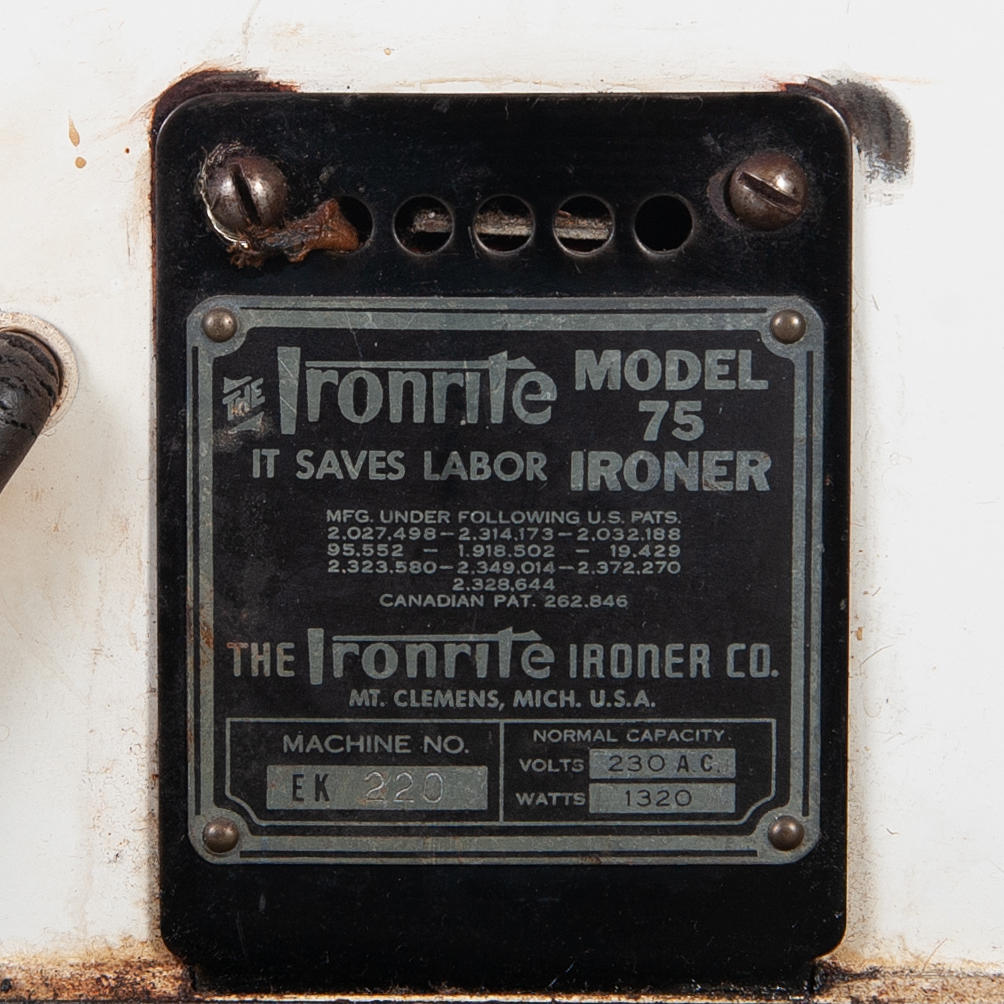 THE Ironrite MODEL
75
IT SAVES LABOR IRONER
MFG. UNDER FOLLOWING U.S. PATS.
2,027,498-2,314,173-2,032,188
95,552 - 1,918,502 - 19,429
2,323,580-2,349,014-2,372,270
2,328,644
CANADIAN PAT. 262,846
THE Ironrite IRONER CO.
MT. CLEMENS, MICH. U.S.A.
MACHINE NO.
EK 220
NORMAL CAPACITY.
VOLTS 230 A.C.
WATTS 1320